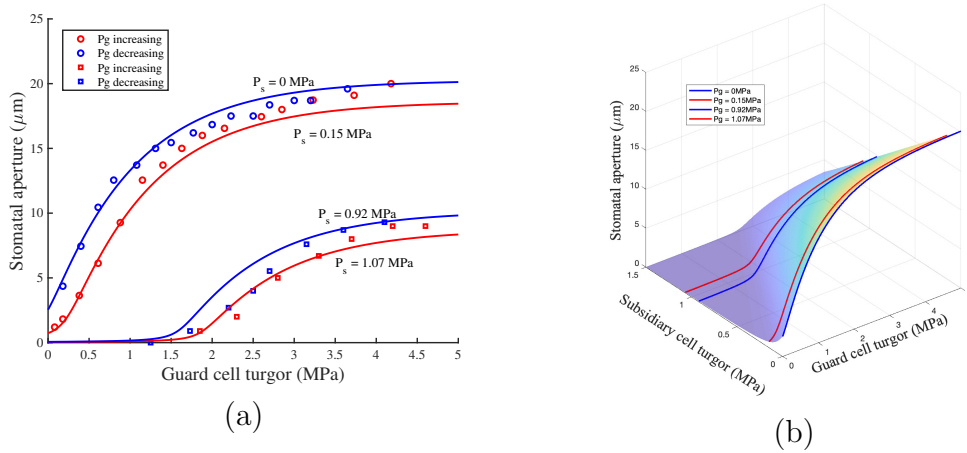 25
20
15
10
5
0
Stomatal aperture (μm)
Pg increasing
Pg decreasing
Pg increasing
Pg decreasing
P s = 0 MPa
P s = 0.15 MPa
P s = 0.92 MPa
P s = 1.07 MPa
0 0.5 1 1.5 2 2.5 3 3.5 4 4.5 5
Guard cell turgor (MPa)
(a)
25
20
15
10
5
0
Stomatal aperture (μm)
Pg = 0MPa
Pg = 0.15MPa
Pg = 0.92MPa
Pg = 1.07MPa
1.5
1
0.5
0
Subsidiary cell turgor (MPa)
0
1
2
3
4
Guard cell turgor (MPa)
(b)